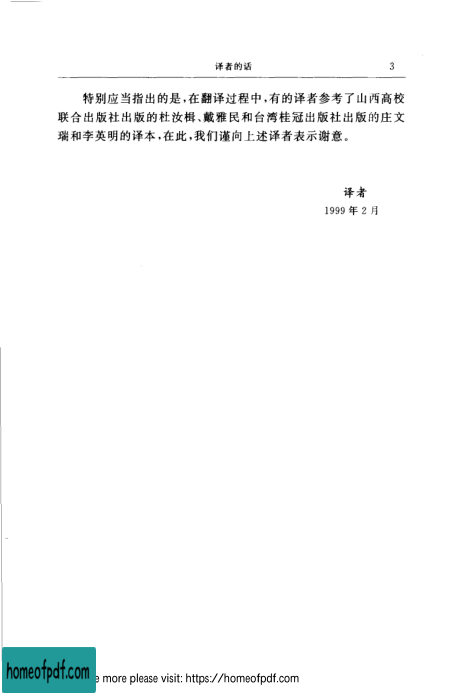 译者的话 3
特别应当指出的是,在翻译过程中,有的译者参考了山西高校
联合出版社出版的杜汝楫、戴雅民和台湾桂冠出版社出版的庄文
瑞和李英明的译本,在此,我们谨向上述译者表示谢意。
译者
1999 年 2 月
homeofpdf.com
e more please visit: https://homeofpdf.com